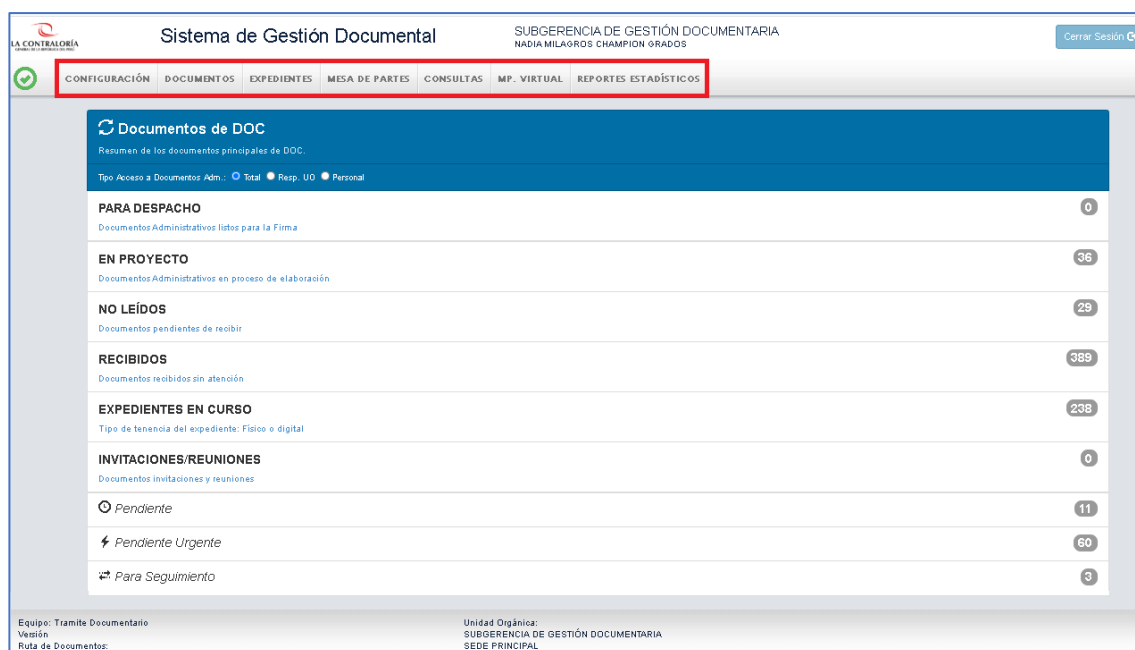 LA CONTRALORÍA
Sistema de Gestión Documental
SUBGERENCIA DE GESTIÓN DOCUMENTARIA
NADIA MILAGROS CHAMPION GRADOS
Cerrar Sesión
CONFIGURACIÓN DOCUMENTOS EXPEDIENTES MESA DE PARTES CONSULTAS MP. VIRTUAL REPORTES ESTADÍSTICOS
Documentos de DOC
Resumen de los documentos principales de DOC.
Tipo Acceso a Documentos Adm.: Total Resp. UO Personal
PARA DESPACHO 0
Documentos Administrativos listos para la Firma
EN PROYECTO 36
Documentos Administrativos en proceso de elaboración
NO LEÍDOS 29
Documentos pendientes de recibir
RECIBIDOS 389
Documentos recibidos sin atención
EXPEDIENTES EN CURSO 238
Tipo de tenencia del expediente: Físico o digital
INVITACIONES/REUNIONES 0
Documentos invitaciones y reuniones
Pendiente 11
Pendiente Urgente 60
Para Seguimiento 3
Equipo: Tramite Documentario
Versión
Ruta de Documentos:
Unidad Orgánica:
SUBGERENCIA DE GESTIÓN DOCUMENTARIA
SEDE PRINCIPAL